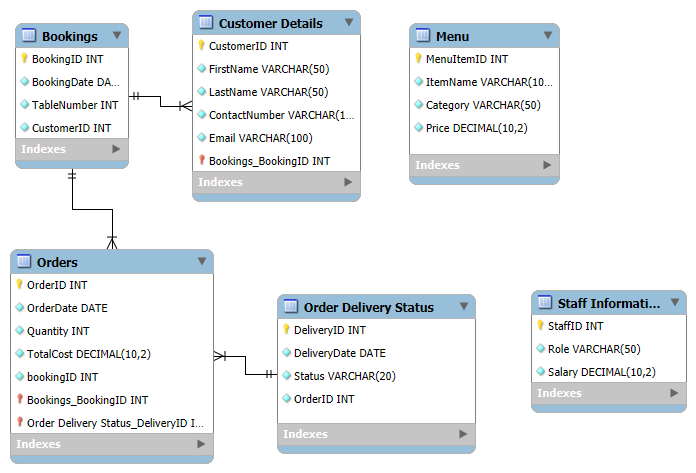 Bookings
BookingID INT
BookingDate DA...
TableNumber INT
CustomerID INT
Indexes
Customer Details
CustomerID INT
FirstName VARCHAR(50)
LastName VARCHAR(50)
ContactNumber VARCHAR(1...
Email VARCHAR(100)
Bookings_BookingID INT
Indexes
Menu
MenuItemID INT
ItemName VARCHAR(10...
Category VARCHAR(50)
Price DECIMAL(10,2)
Indexes
Orders
OrderID INT
OrderDate DATE
Quantity INT
TotalCost DECIMAL(10,2)
bookingID INT
Bookings_BookingID INT
Order Delivery Status_DeliveryID I...
Indexes
Order Delivery Status
DeliveryID INT
DeliveryDate DATE
Status VARCHAR(20)
OrderID INT
Indexes
Staff Informati...
StaffID INT
Role VARCHAR(50)
Salary DECIMAL(10,2)
Indexes